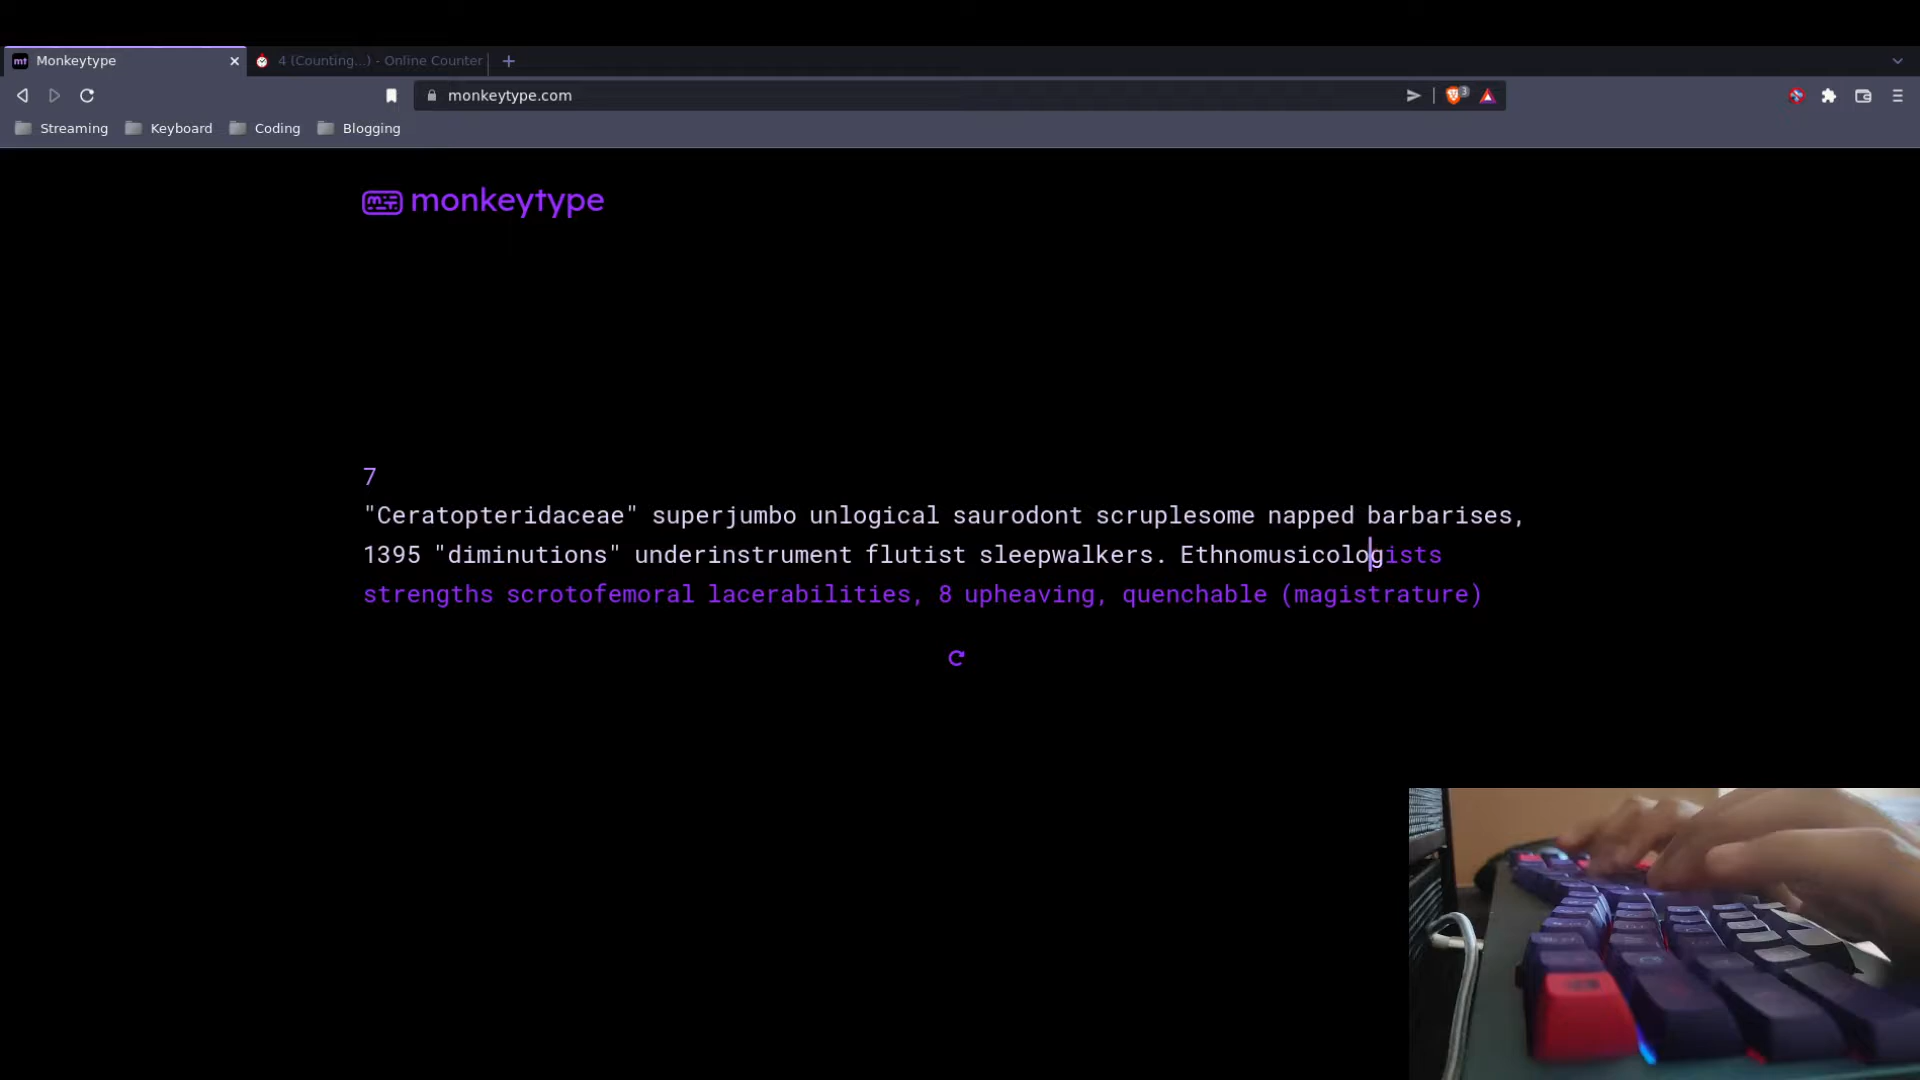 Monkeytype
4 (Counting...) - Online Counter
monkeytype.com
3
Streaming
Keyboard
Coding
Blogging
monkeytype
7
"Ceratopteridaceae" superjumbo unlogical saurodont scruplesome napped barbarises,
1395 "diminutions" underinstrument flutist sleepwalkers. Ethnomusicologists
strengths scrotofemoral lacerabilities, 8 upheaving, quenchable (magistrature)